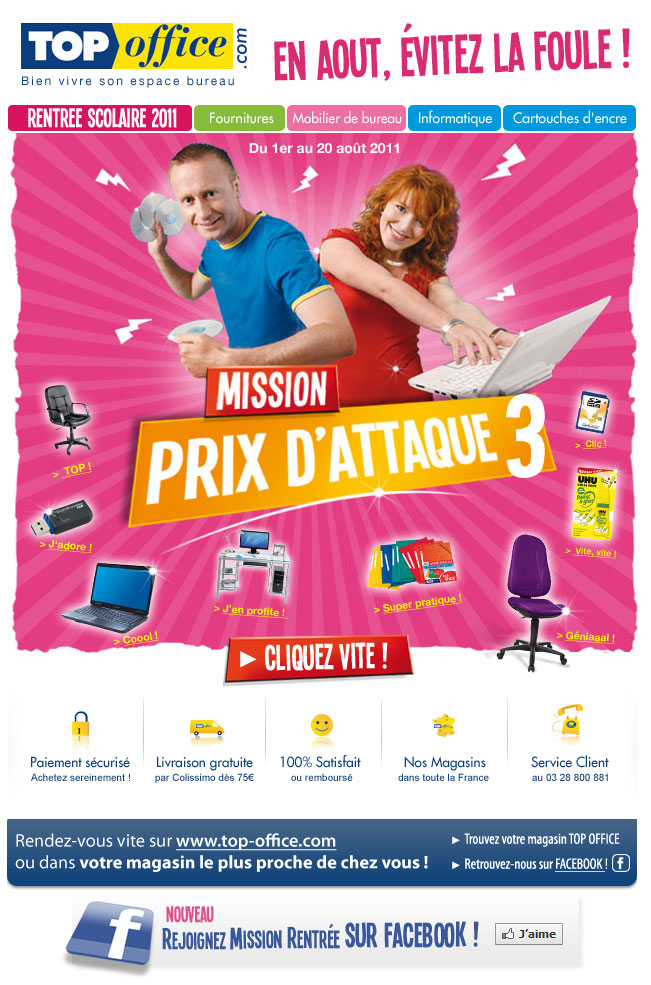 TOP office .com
Bien vivre son espace bureau
EN AOUT, ÉVITEZ LA FOULE !
RENTREE SCOLAIRE 2011
Fournitures
Mobilier de bureau
Informatique
Cartouches d'encre
Du 1er au 20 août 2011
MISSION
PRIX D'ATTAQUE 3
> TOP !
> Clic !
UHU
> J'adore !
> Vite, vite !
> J'en profite !
> Super pratique !
> Coool !
> Géniaaal !
► CLIQUEZ VITE !
Paiement sécurisé
Achetez sereinement !
Livraison gratuite
par Colissimo dès 75€
100% Satisfait
ou remboursé
Nos Magasins
dans toute la France
Service Client
au 03 28 800 881
Rendez-vous vite sur www.top-office.com
ou dans votre magasin le plus proche de chez vous !
► Trouvez votre magasin TOP OFFICE
► Retrouvez-nous sur FACEBOOK ! f
f
NOUVEAU
REJOIGNEZ MISSION RENTRÉE SUR FACEBOOK !
J'aime